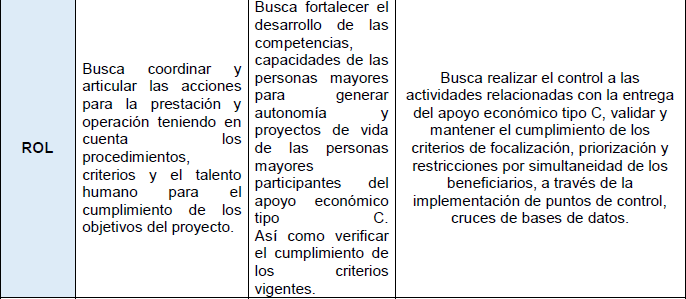 ROL
Busca coordinar y
articular las acciones
para la prestación y
operación teniendo en
cuenta los
procedimientos,
criterios y el talento
humano para el
cumplimiento de los
objetivos del proyecto.
Busca fortalecer el
desarrollo de las
competencias,
capacidades de las
personas mayores
para generar
autonomía y
proyectos de vida
de las personas
mayores
participantes del
apoyo económico
tipo C.
Así como verificar
el cumplimiento de
los criterios
vigentes.
Busca realizar el control a las
actividades relacionadas con la entrega
del apoyo económico tipo C, validar y
mantener el cumplimiento de los
criterios de focalización, priorización y
restricciones por simultaneidad de los
beneficiarios, a través de la
implementación de puntos de control,
cruces de bases de datos.